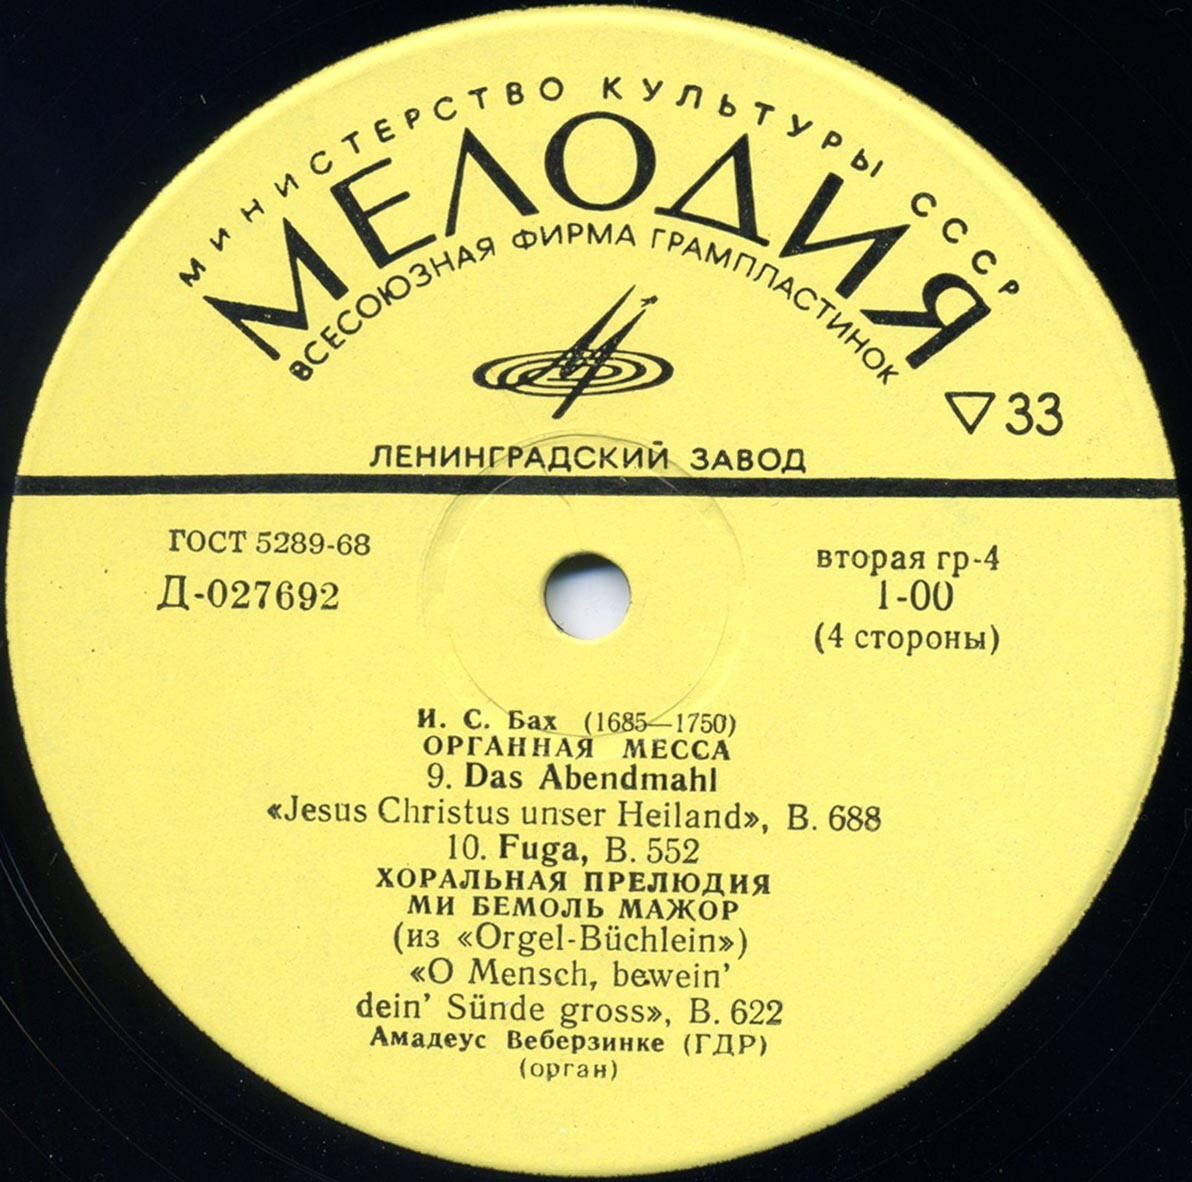 МИНИСТЕРСТВО КУЛЬТУРЫ СССР
МЕЛОДИЯ
ВСЕСОЮЗНАЯ ФИРМА ГРАМПЛАСТИНОК
▽33
ЛЕНИНГРАДСКИЙ ЗАВОД
ГОСТ 5289-68
Д-027692
вторая гр-4
1-00
(4 стороны)
И. С. Бах (1685—1750)
ОРГАННАЯ МЕССА
9. Das Abendmahl
«Jesus Christus unser Heiland», B. 688
10. Fuga, B. 552
ХОРАЛЬНАЯ ПРЕЛЮДИЯ
МИ БЕМОЛЬ МАЖОР
(из «Orgel-Büchlein»)
«O Mensch, bewein'
dein' Sünde gross», B. 622
Амадеус Веберзинке (ГДР)
(орган)